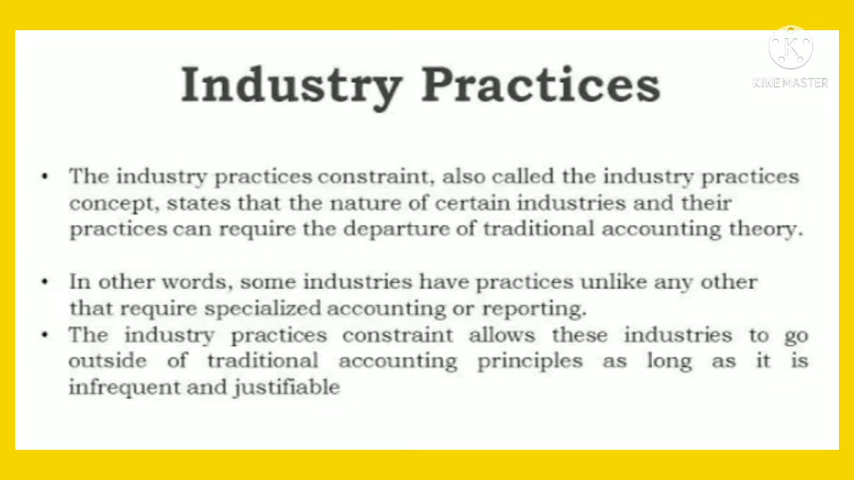 KINEMASTER
Industry Practices
• The industry practices constraint, also called the industry practices
concept, states that the nature of certain industries and their
practices can require the departure of traditional accounting theory.
• In other words, some industries have practices unlike any other
that require specialized accounting or reporting.
• The industry practices constraint allows these industries to go
outside of traditional accounting principles as long as it is
infrequent and justifiable